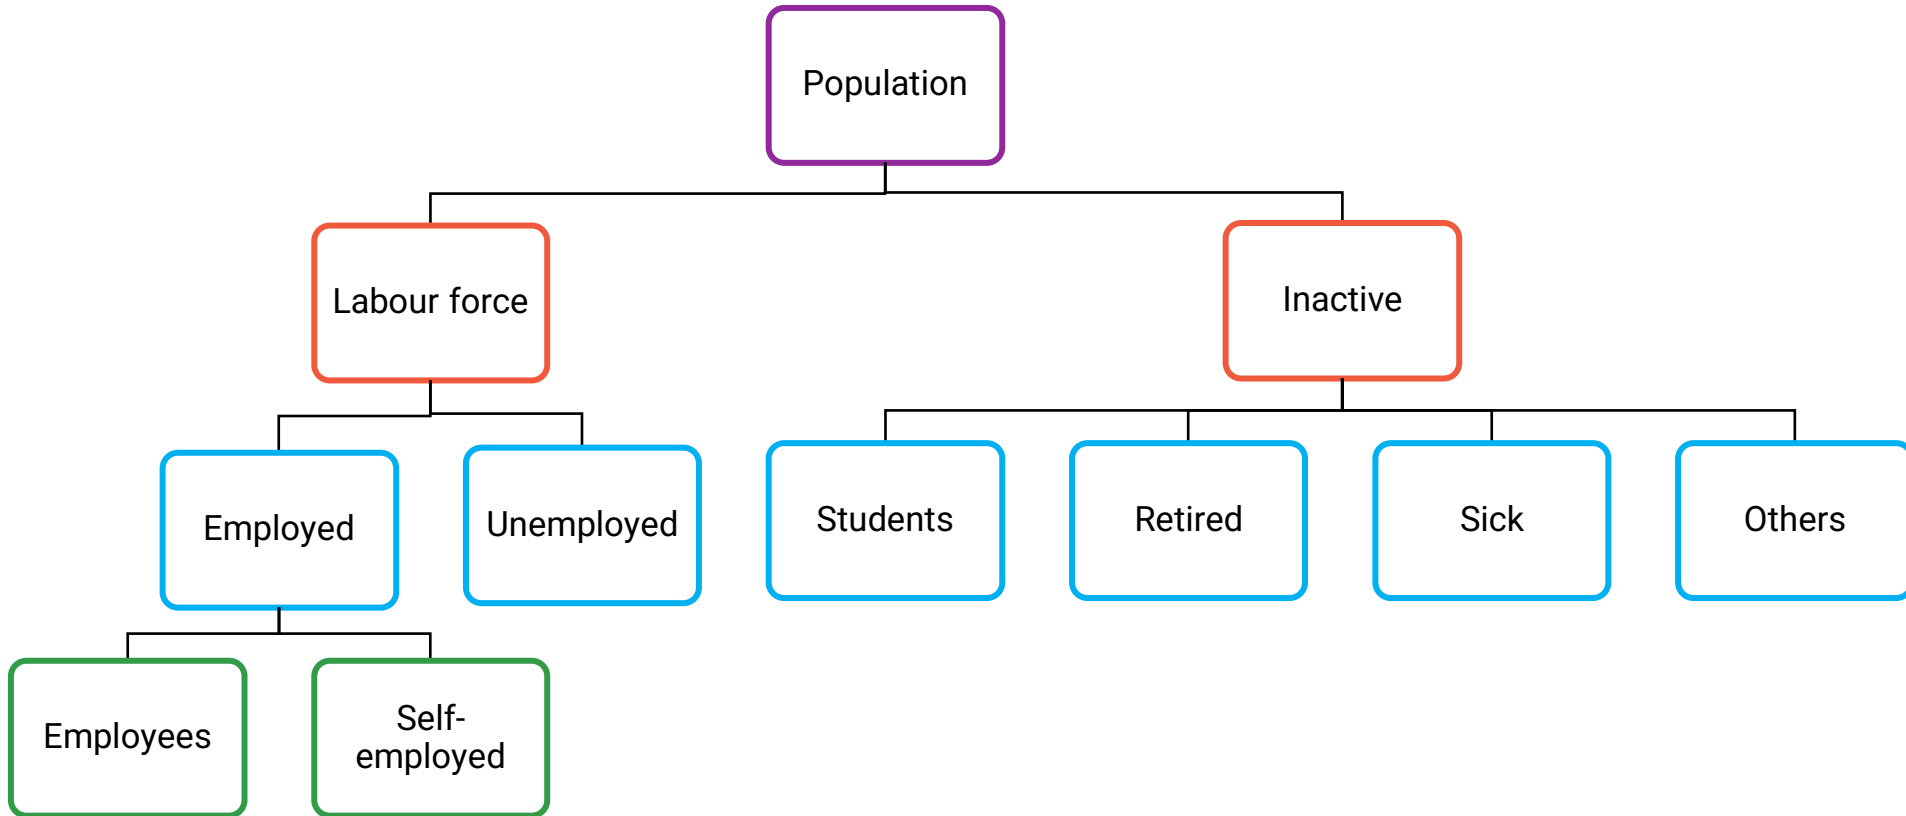 Population
Labour force
Inactive
Employed
Unemployed
Students
Retired
Sick
Others
Employees
Self-
employed